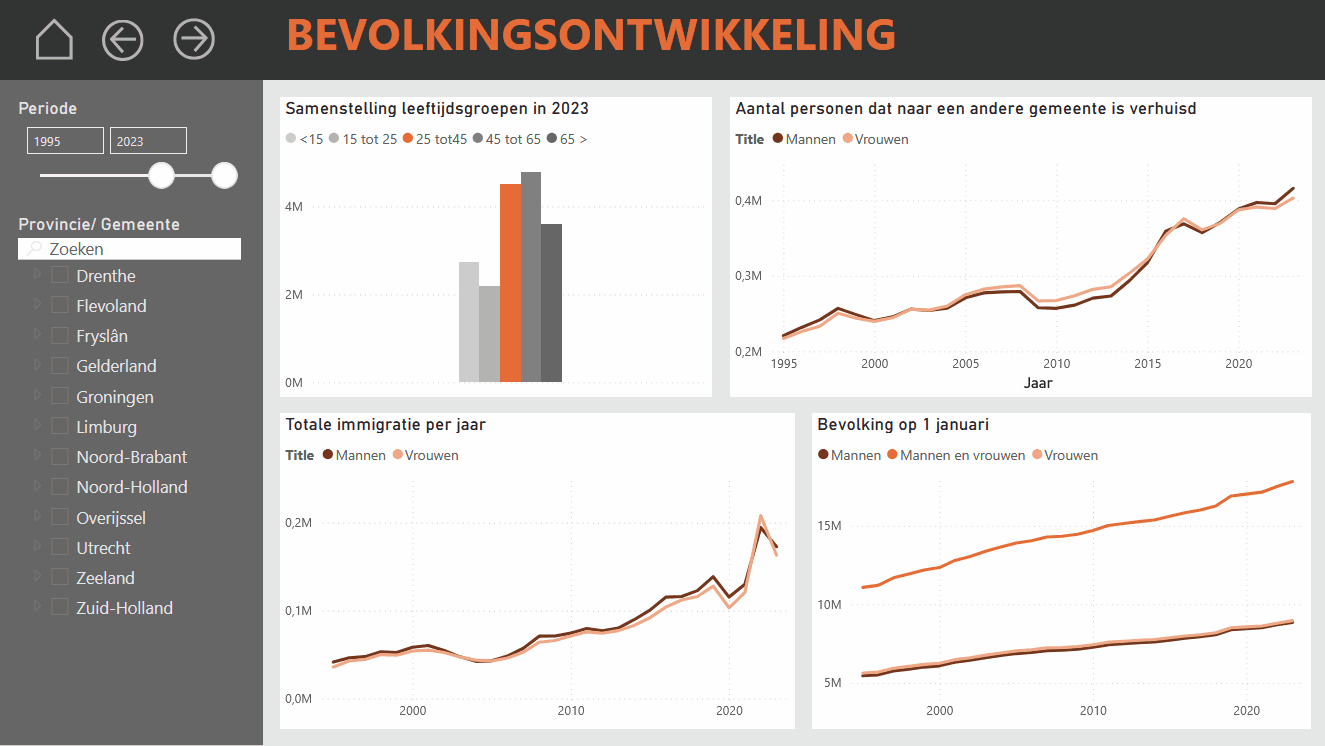 BEVOLKINGSONTWIKKELING
Periode
1995 2023
Provincie/ Gemeente
Zoeken
Drenthe
Flevoland
Fryslân
Gelderland
Groningen
Limburg
Noord-Brabant
Noord-Holland
Overijssel
Utrecht
Zeeland
Zuid-Holland
Samenstelling leeftijdsgroepen in 2023
<15 15 tot 25 25 tot45 45 tot 65 65 >
4M
2M
0M
Aantal personen dat naar een andere gemeente is verhuisd
Title Mannen Vrouwen
0,4M
0,3M
0,2M
1995 2000 2005 2010 2015 2020
Jaar
Totale immigratie per jaar
Title Mannen Vrouwen
0,2M
0,1M
0,0M
2000 2010 2020
Bevolking op 1 januari
Mannen Mannen en vrouwen Vrouwen
15M
10M
5M
2000 2010 2020